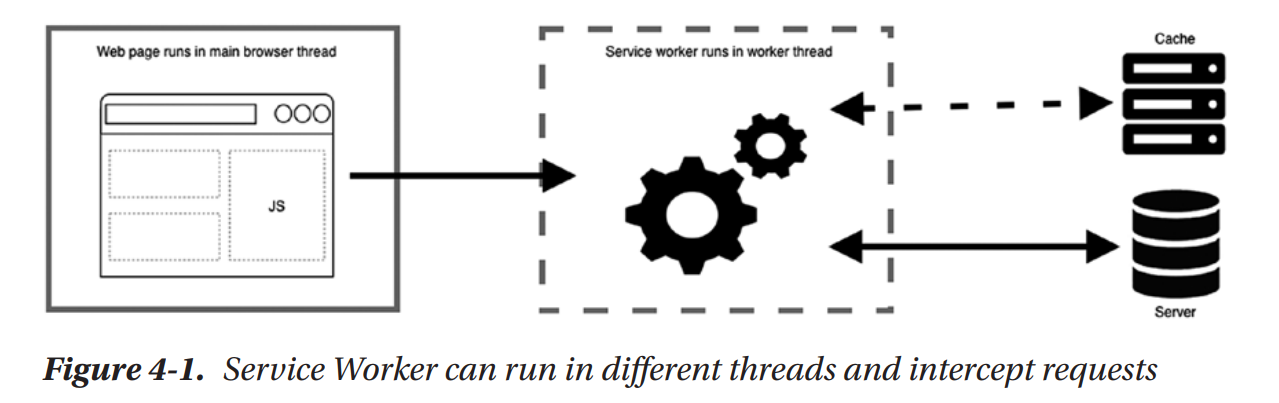 Web page runs in main browser thread
Service worker runs in worker thread
Cache
JS
Server
Figure 4-1. Service Worker can run in different threads and intercept requests